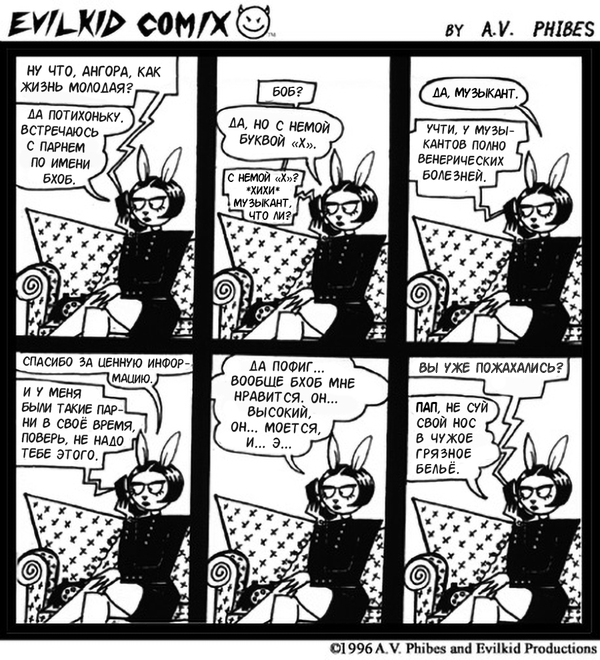 EVILKID COMIX
TM
BY A.V. PHIBES
НУ ЧТО, АНГОРА, КАК
ЖИЗНЬ МОЛОДАЯ?
ДА ПОТИХОНЬКУ.
ВСТРЕЧАЮСЬ
С ПАРНЕМ
ПО ИМЕНИ
БХОБ.
БОБ?
ДА, НО С НЕМОЙ
БУКВОЙ «Х».
С НЕМОЙ «Х»?
*ХИХИ*
МУЗЫКАНТ,
ЧТО ЛИ?
ДА, МУЗЫКАНТ.
УЧТИ, У МУЗЫ-
КАНТОВ ПОЛНО
ВЕНЕРИЧЕСКИХ
БОЛЕЗНЕЙ.
СПАСИБО ЗА ЦЕННУЮ ИНФОР-
МАЦИЮ.
И У МЕНЯ
БЫЛИ ТАКИЕ ПАР-
НИ В СВОЁ ВРЕМЯ,
ПОВЕРЬ, НЕ НАДО
ТЕБЕ ЭТОГО.
ДА ПОФИГ...
ВООБЩЕ БХОБ МНЕ
НРАВИТСЯ. ОН...
ВЫСОКИЙ,
ОН... МОЕТСЯ,
И... Э...
ВЫ УЖЕ ПОЖАХАЛИСЬ?
ПАП, НЕ СУЙ
СВОЙ НОС
В ЧУЖОЕ
ГРЯЗНОЕ
БЕЛЬЁ.
©1996 A.V. Phibes and Evilkid Productions